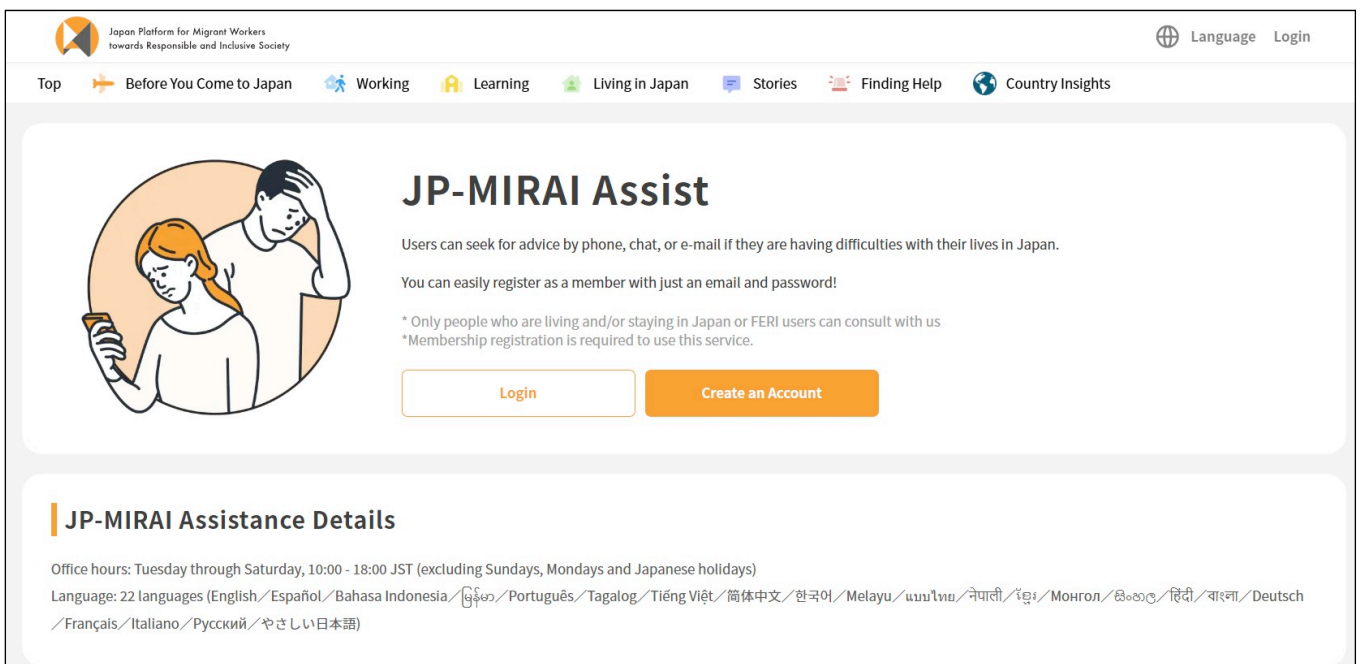 Japan Platform for Migrant Workers
towards Responsible and Inclusive Society
Language Login
Top Before You Come to Japan Working Learning Living in Japan Stories Finding Help Country Insights
JP-MIRAI Assist
Users can seek for advice by phone, chat, or e-mail if they are having difficulties with their lives in Japan.
You can easily register as a member with just an email and password!
* Only people who are living and/or staying in Japan or FERI users can consult with us
*Membership registration is required to use this service.
Login Create an Account
JP-MIRAI Assistance Details
Office hours: Tuesday through Saturday, 10:00 - 18:00 JST (excluding Sundays, Mondays and Japanese holidays)
Language: 22 languages (English／Español／Bahasa Indonesia／မြန်မာ／Português／Tagalog／Tiếng Việt／简体中文／한국어／Melayu／แบบไทย／नेपाली／ខ្មែរ／Монгол／සිංහල／हिंदी／বাংলা／Deutsch
／Français／Italiano／Русский／やさしい日本語)